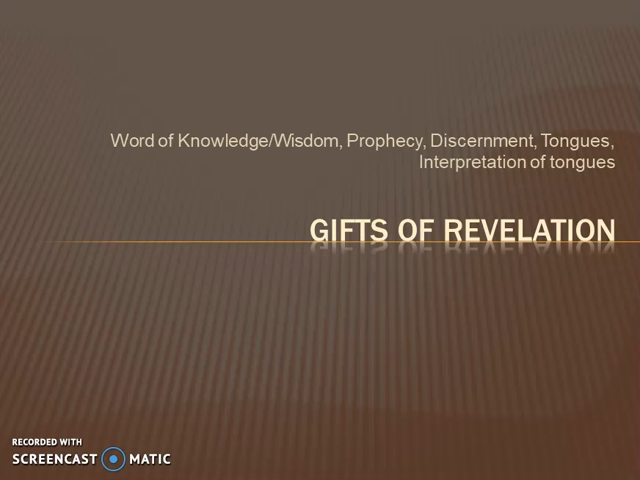 Word of Knowledge/Wisdom, Prophecy, Discernment, Tongues,
Interpretation of tongues
GIFTS OF REVELATION
RECORDED WITH
SCREENCAST MATIC